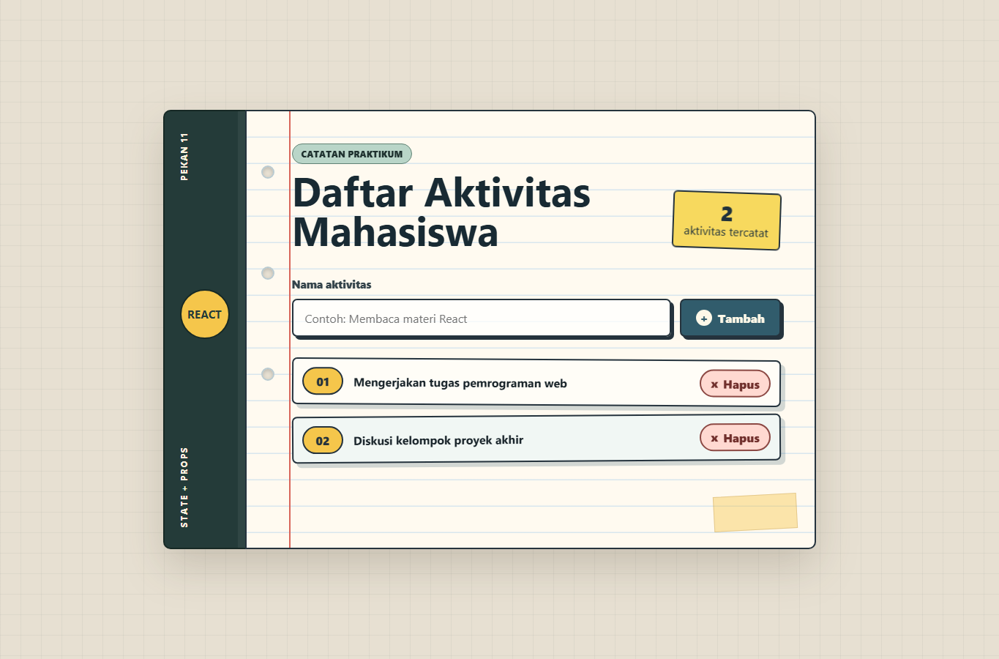 PEKAN 11
REACT
STATE + PROPS
CATATAN PRAKTIKUM
Daftar Aktivitas
Mahasiswa
2
aktivitas tercatat
Nama aktivitas
Contoh: Membaca materi React
+ Tambah
01 Mengerjakan tugas pemrograman web x Hapus
02 Diskusi kelompok proyek akhir x Hapus